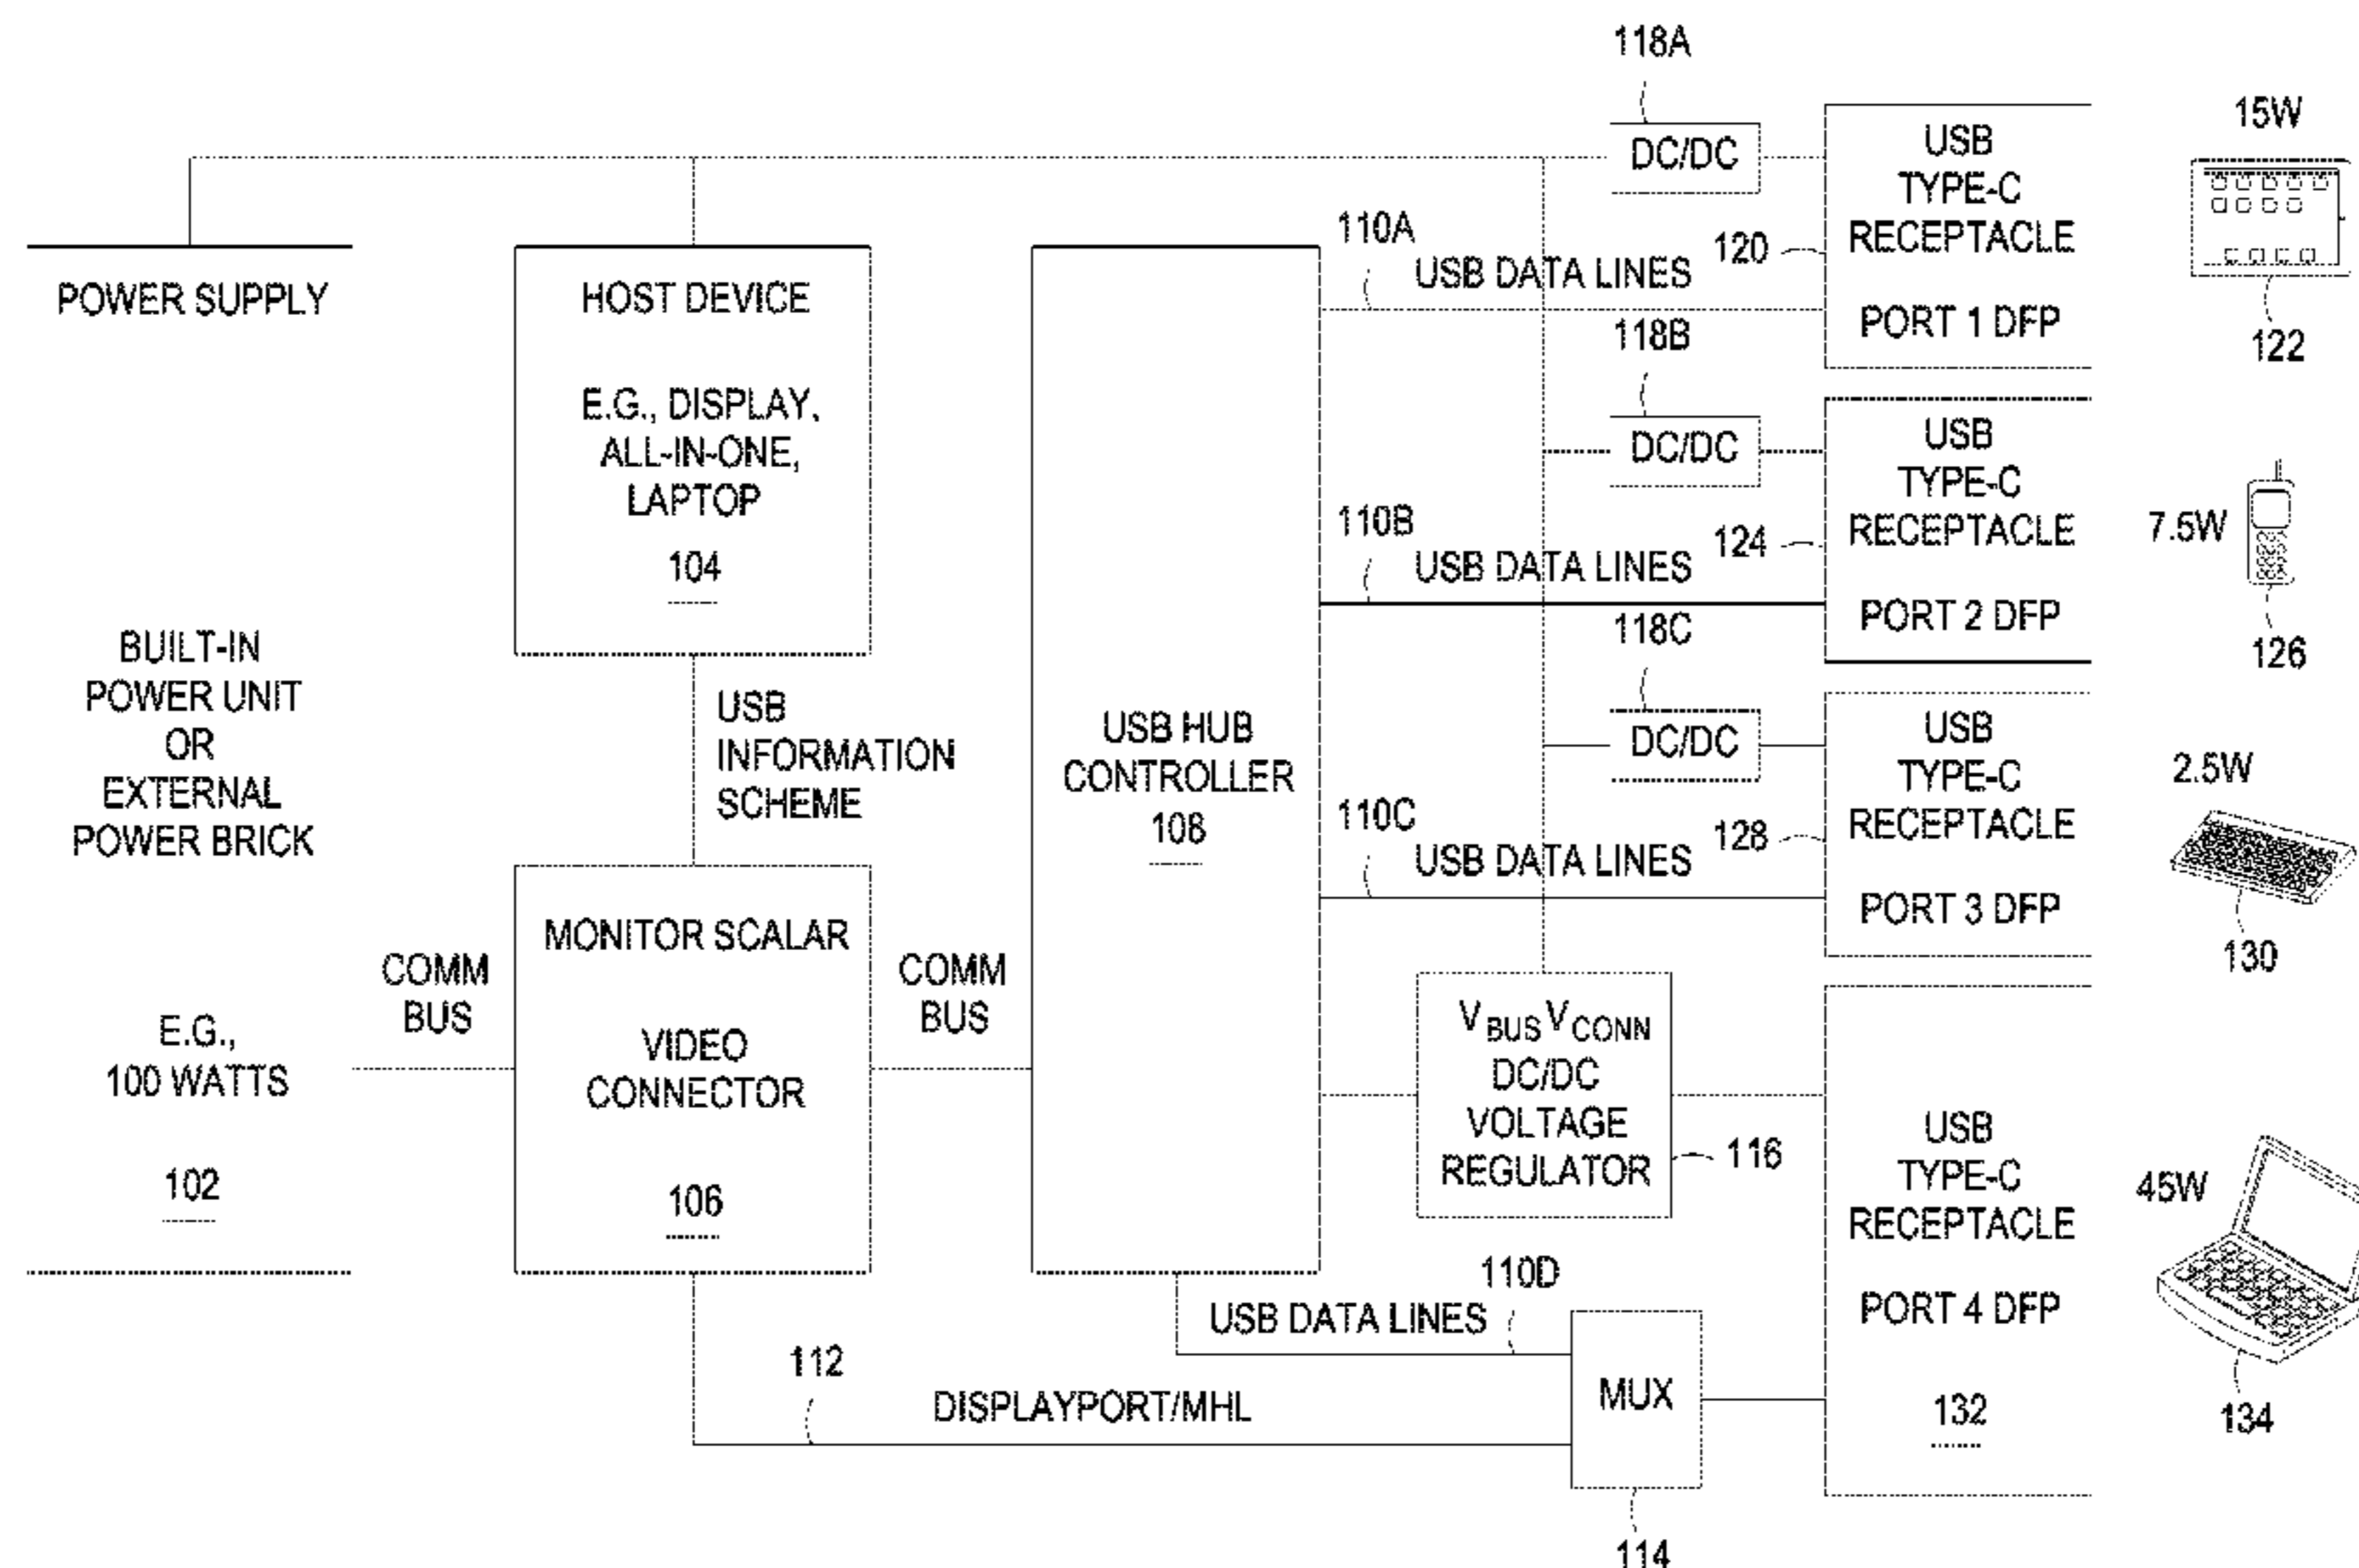 118A
DC/DC
USB
TYPE-C
RECEPTACLE
PORT 1 DFP
120
15W
122
POWER SUPPLY
BUILT-IN
POWER UNIT
OR
EXTERNAL
POWER BRICK
E.G.,
100 WATTS
102
HOST DEVICE
E.G., DISPLAY,
ALL-IN-ONE,
LAPTOP
104
USB
INFORMATION
SCHEME
COMM
BUS
MONITOR SCALAR
VIDEO
CONNECTOR
106
COMM
BUS
USB HUB
CONTROLLER
108
110A
USB DATA LINES
118B
DC/DC
USB
TYPE-C
RECEPTACLE
PORT 2 DFP
124
7.5W
126
110B
USB DATA LINES
118C
DC/DC
USB
TYPE-C
RECEPTACLE
PORT 3 DFP
128
2.5W
130
110C
USB DATA LINES
VBUS VCONN
DC/DC
VOLTAGE
REGULATOR
116
USB
TYPE-C
RECEPTACLE
PORT 4 DFP
132
45W
134
110D
USB DATA LINES
112
DISPLAYPORT/MHL
MUX
114